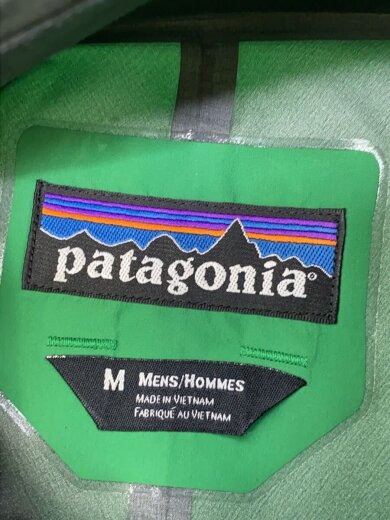 patagonia®
M MENS/HOMMES
MADE IN VIETNAM
FABRIQUÉ AU VIETNAM